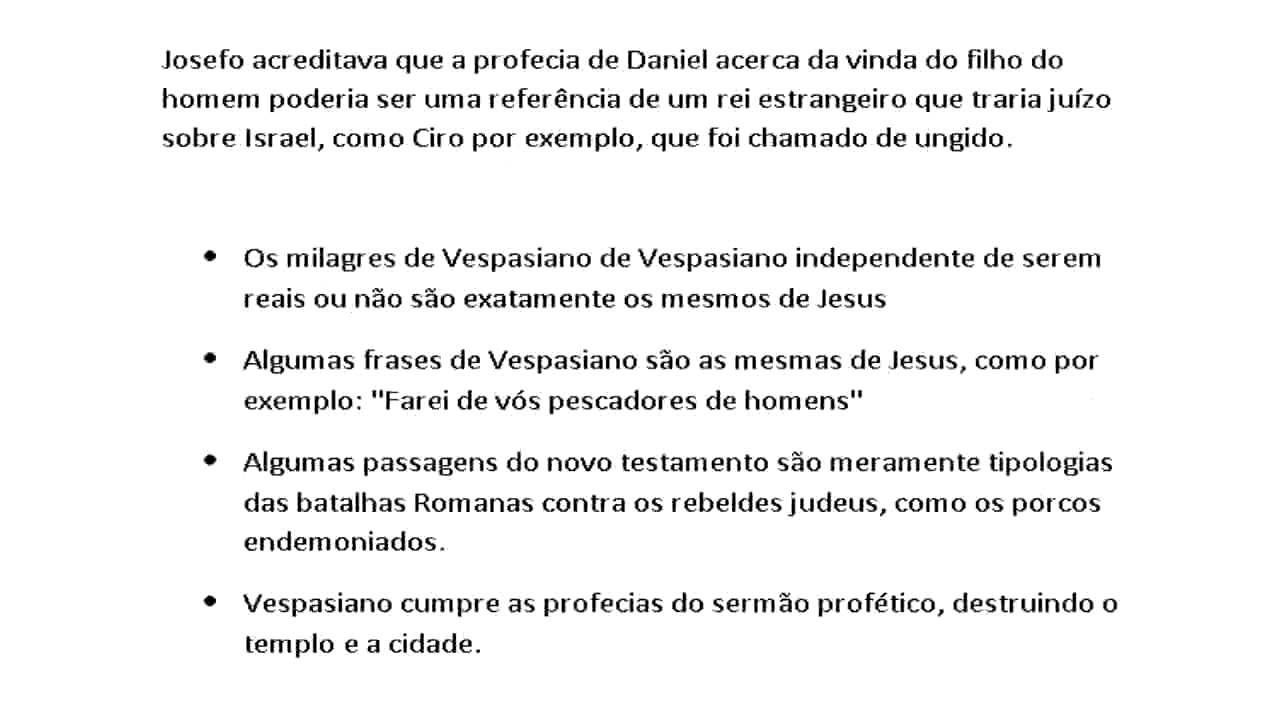 Josefo acreditava que a profecia de Daniel acerca da vinda do filho do
homem poderia ser uma referência de um rei estrangeiro que traria juízo
sobre Israel, como Ciro por exemplo, que foi chamado de ungido.
• Os milagres de Vespasiano de Vespasiano independente de serem
reais ou não são exatamente os mesmos de Jesus
• Algumas frases de Vespasiano são as mesmas de Jesus, como por
exemplo: "Farei de vós pescadores de homens"
• Algumas passagens do novo testamento são meramente tipologias
das batalhas Romanas contra os rebeldes judeus, como os porcos
endemoniados.
• Vespasiano cumpre as profecias do sermão profético, destruindo o
templo e a cidade.